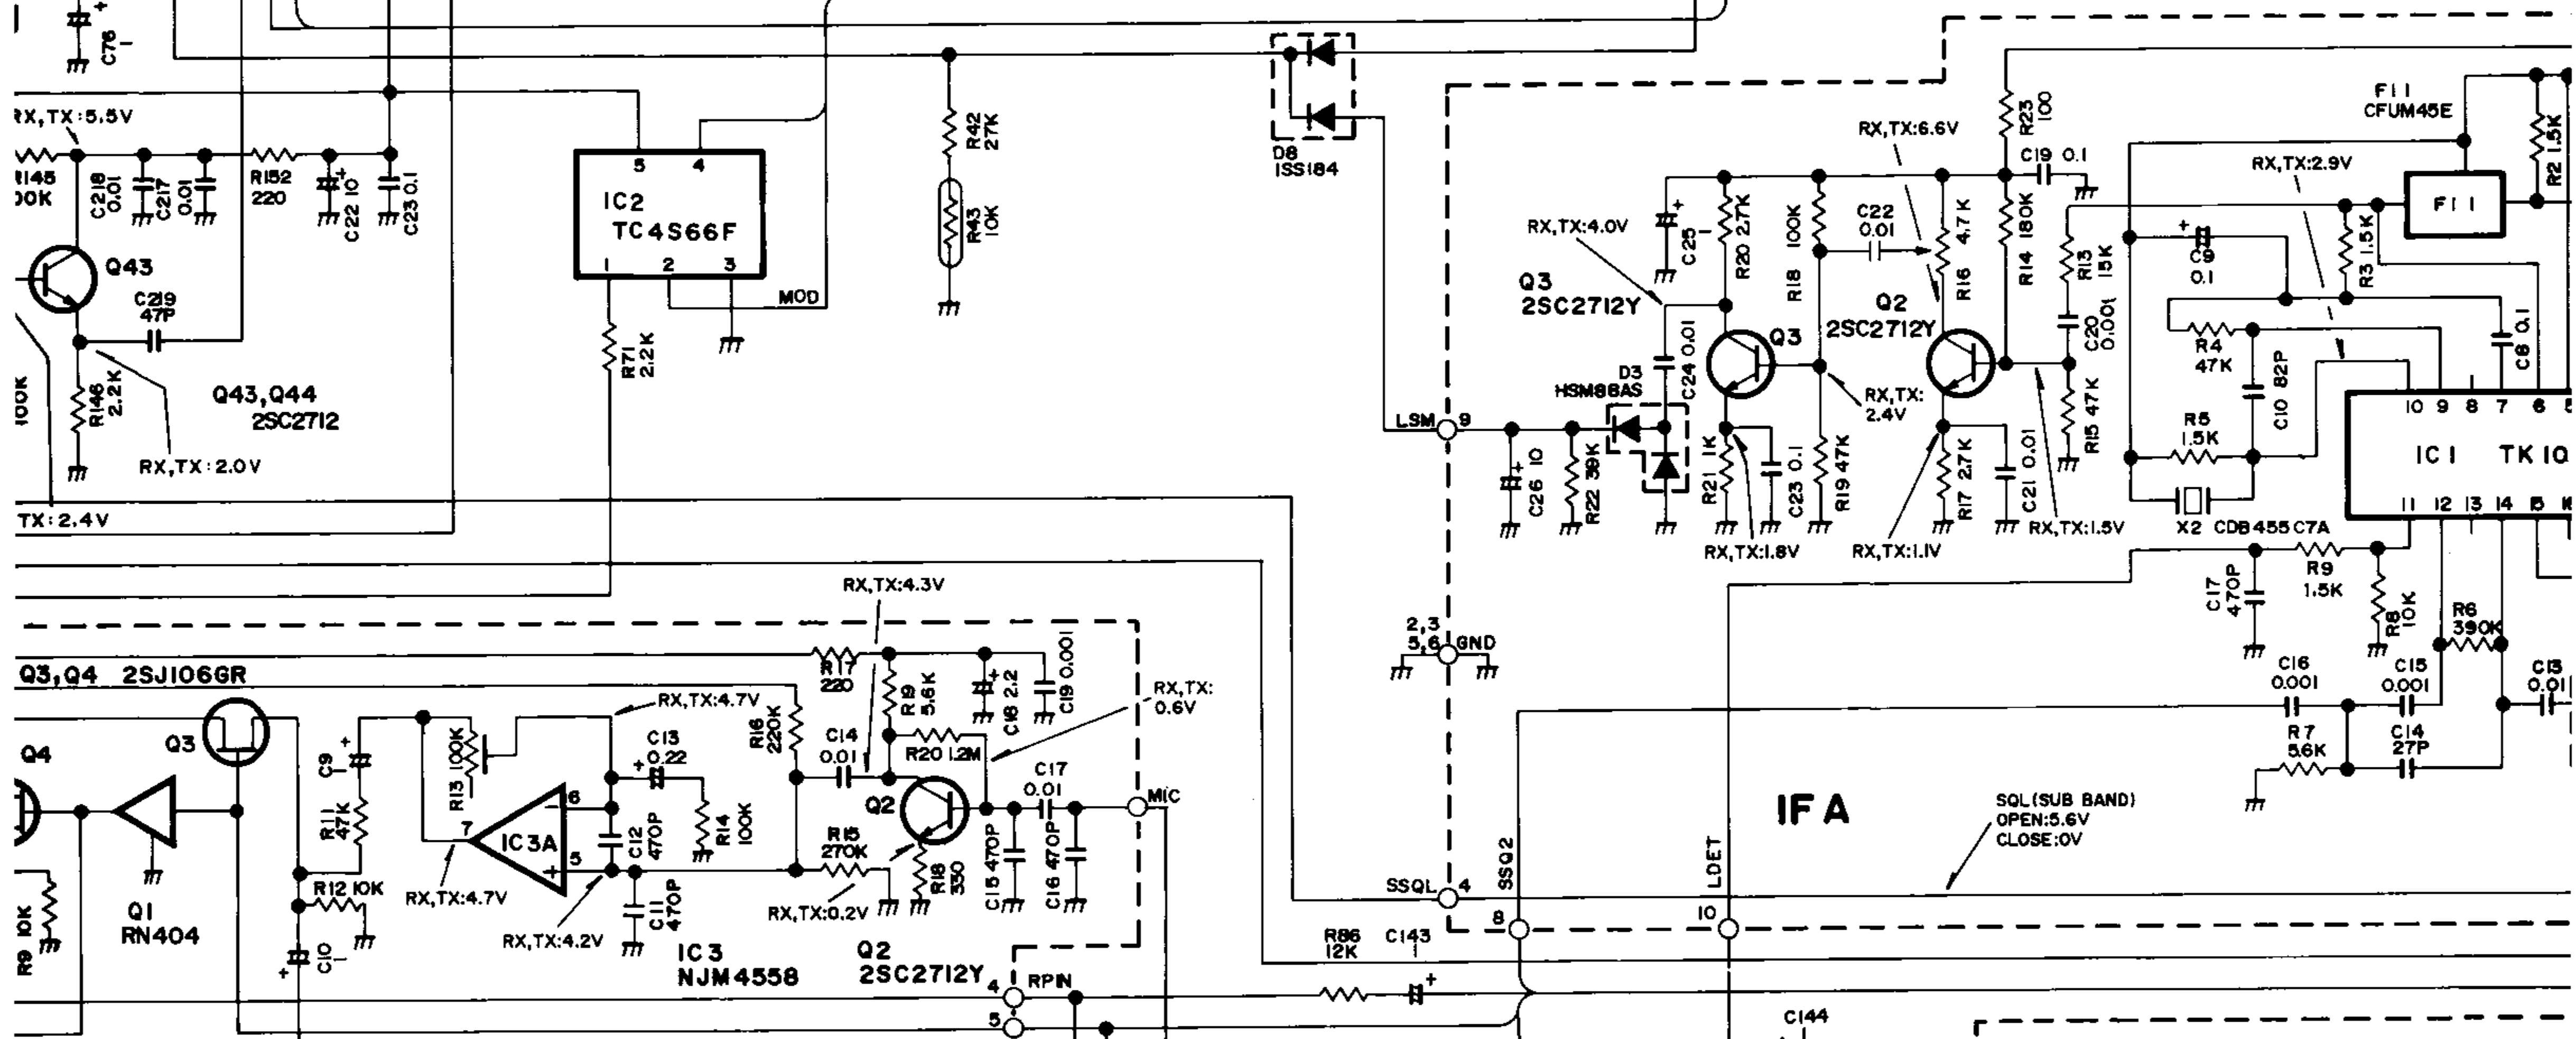 C76
RX,TX:5.5V
R145
C218
0.01
C217
0.01
R152
220
C22 10
C23 0.1
Q43
C219
47P
R146
2.2K
100K
Q43,Q44
2SC2712
RX,TX:2.0V
TX:2.4V
5 4
IC2
TC4S66F
1 2 3
MOD
R71
2.2K
R42
27K
R43
10K
D8
1SS184
LSM 9
C26 10
R22 39K
D3
HSM88AS
C24 0.01
RX,TX:4.0V
Q3
2SC2712Y
C25
R20 2.7K
Q3
R21 1K
C23 0.1
RX,TX:1.8V
R18 100K
R19 47K
RX,TX:
2.4V
C22
0.01
RX,TX:6.6V
R16 4.7K
Q2
2SC2712Y
R17 2.7K
C21 0.01
RX,TX:1.1V
RX,TX:1.5V
R23
100
C19 0.1
R14 180K
R13
15K
C20
0.001
R15 47K
RX,TX:2.9V
F11
CFUM45E
F11
R2 1.5K
C9
0.1
R3 1.5K
R4
47K
C10 82P
C8 0.1
R5
1.5K
X2 CDB455C7A
10 9 8 7 6
IC1 TK10
11 12 13 14 15
C17
470P
R9
1.5K
R8
10K
R6
390K
C16
0.001
C15
0.001
C13
0.01
R7
56K
C14
27P
2,3
5,6
GND
IFA
SQL(SUB BAND)
OPEN:5.6V
CLOSE:0V
SSQ2
LDET
SSQL 4
8
10
R86
12K
C143
C144
Q3,Q4 2SJ106GR
Q3
Q4
Q1
RN404
R9 10K
C9
R11
47K
R12 10K
C10
R13 100K
RX,TX:4.7V
C13
0.22
7
IC3A
6
5
C12
470P
R14
100K
RX,TX:4.7V
RX,TX:4.2V
C11
470P
IC3
NJM4558
R16
220K
R17
220
RX,TX:4.3V
R19
5.6K
C18 2.2
C19 0.001
RX,TX:
0.6V
C14
0.01
R20 1.2M
Q2
C17
0.01
MIC
R15
270K
R18
330
C15 470P
C16 470P
RX,TX:0.2V
Q2
2SC2712Y
4 RPIN
5